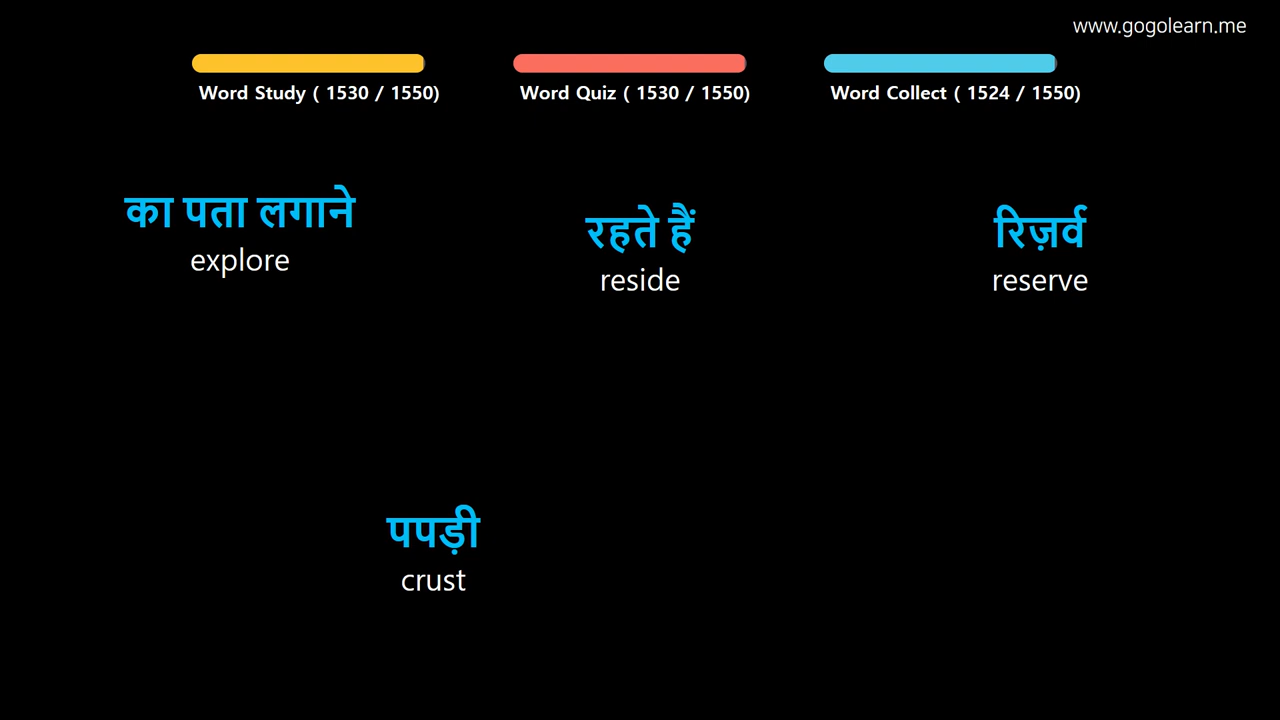 www.gogolearn.me
Word Study ( 1530 / 1550)
Word Quiz ( 1530 / 1550)
Word Collect ( 1524 / 1550)
का पता लगाने
explore
रहते हैं
reside
रिज़र्व
reserve
पपड़ी
crust